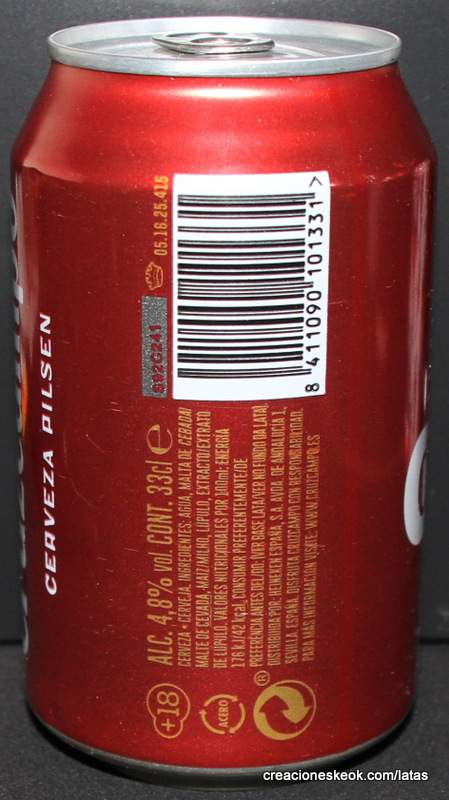 CERVEZA PILSEN
+18
ALC. 4,8% vol. CONT. 33cl e
CERVEZA • CERVEJA. INGREDIENTES: AGUA, MALTA DE CEBADA/
MALTE DE CEVADA, MAÍZ/MILHO, LÚPULO, EXTRACTO/EXTRATO
DE LÚPULO. VALORES NUTRICIONALES POR 100ml: ENERGÍA
176 kJ/42 kcal. CONSUMIR PREFERENTEMENTE/DE
PREFERENCIA ANTES DEL/DO: (VER BASE LATA/VER NO FUNDO DA LATA).
DISTRIBUIDA POR: HEINEKEN ESPAÑA, S.A. AVDA. DE ANDALUCÍA 1,
SEVILLA. ESPAÑA. DISFRUTA CRUZCAMPO CON RESPONSABILIDAD.
PARA MÁS INFORMACIÓN VISITE: WWW.CRUZCAMPO.ES
ACERO
®
05.16.25.415
8 411090 101331 >
creacioneskeok.com/latas